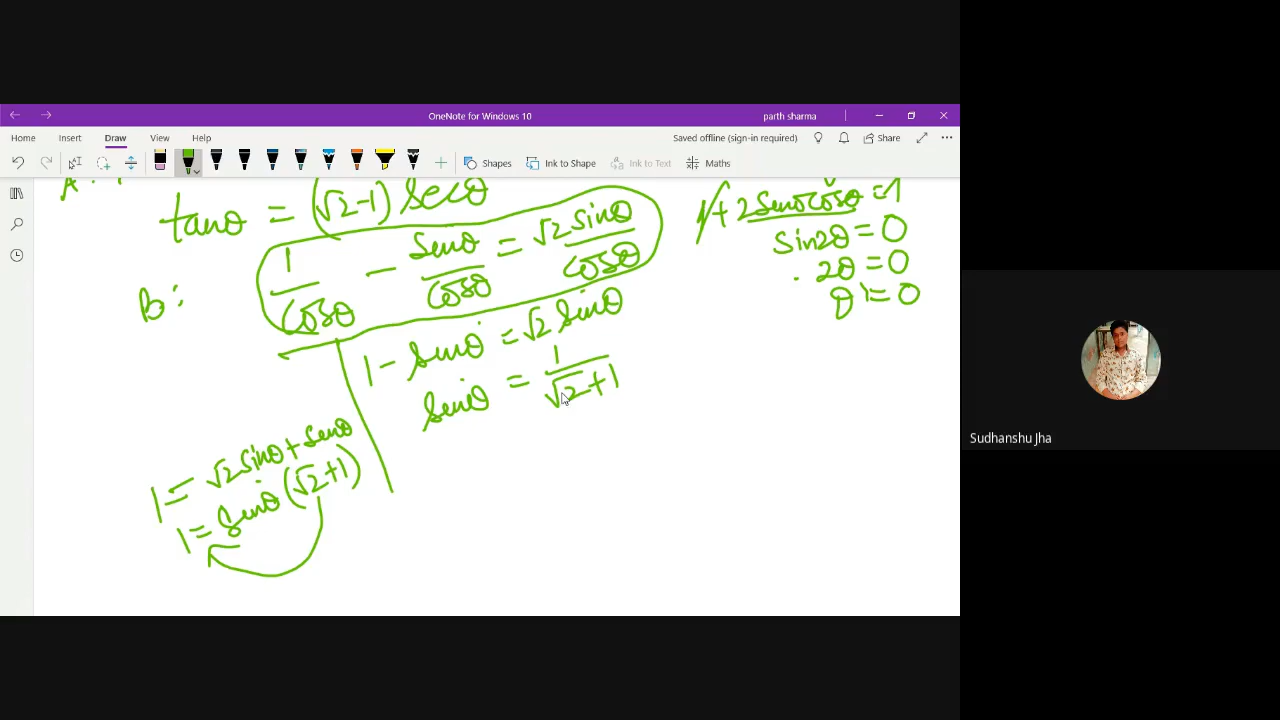 OneNote for Windows 10
parth sharma
Home Insert Draw View Help
Saved offline (sign-in required)
Share
Shapes
Ink to Shape
Ink to Text
Maths
tanθ = (√2-1) secθ
B:
1/cosθ - sinθ/cosθ = √2 sinθ/cosθ
1 - sinθ = √2 sinθ
sinθ = 1/√2+1
1 = √2 sinθ + sinθ
1 = sinθ (√2+1)
1 + 2 sinθ cosθ = 1
sin2θ = 0
2θ = 0
θ = 0
Sudhanshu Jha